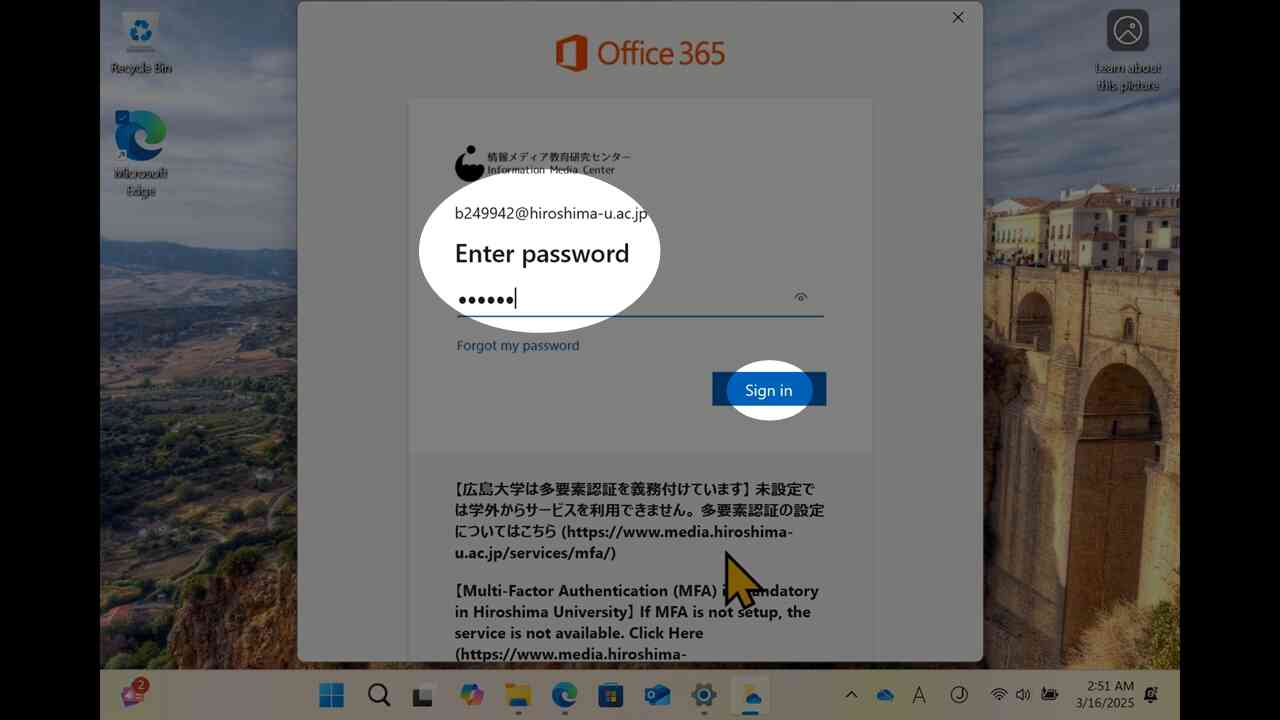 Recycle Bin
Microsoft
Edge
Learn about
this picture
Office 365
情報メディア教育研究センター
Information Media Center
b249942@hiroshima-u.ac.jp
Enter password
Forgot my password
Sign in
【広島大学は多要素認証を義務付けています】未設定で
は学外からサービスを利用できません。多要素認証の設定
についてはこちら (https://www.media.hiroshima-
u.ac.jp/services/mfa/)
【Multi-Factor Authentication (MFA) is mandatory
in Hiroshima University】If MFA is not setup, the
service is not available. Click Here
(https://www.media.hiroshima-
2
A
2:51 AM
3/16/2025